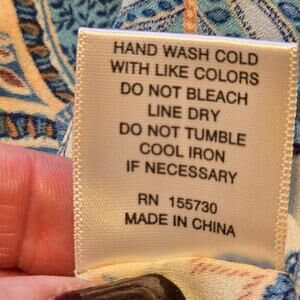 HAND WASH COLD
WITH LIKE COLORS
DO NOT BLEACH
LINE DRY
DO NOT TUMBLE
COOL IRON
IF NECESSARY
RN 155730
MADE IN CHINA